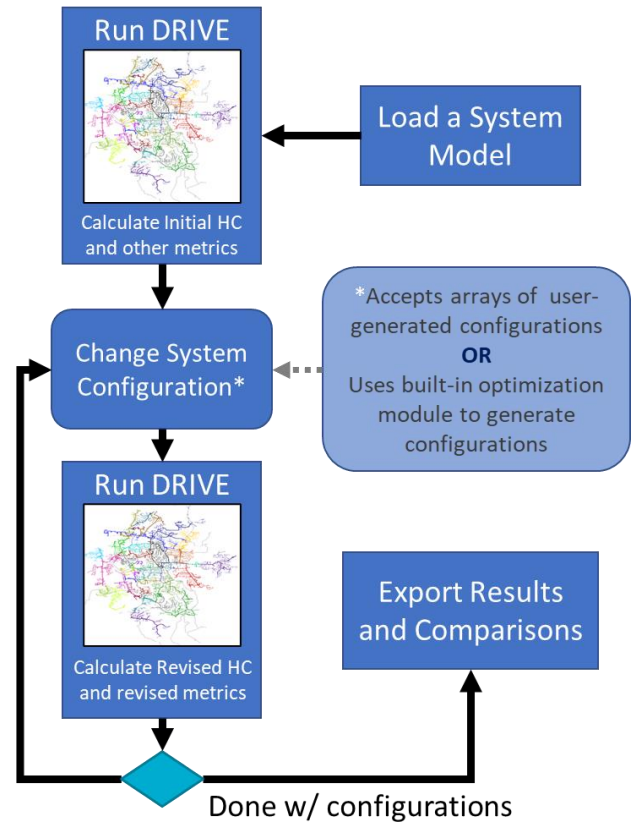 Run DRIVE
Calculate Initial HC
and other metrics
Load a System
Model
Change System
Configuration*
*Accepts arrays of user-
generated configurations
OR
Uses built-in optimization
module to generate
configurations
Run DRIVE
Calculate Revised HC
and revised metrics
Export Results
and Comparisons
Done w/ configurations